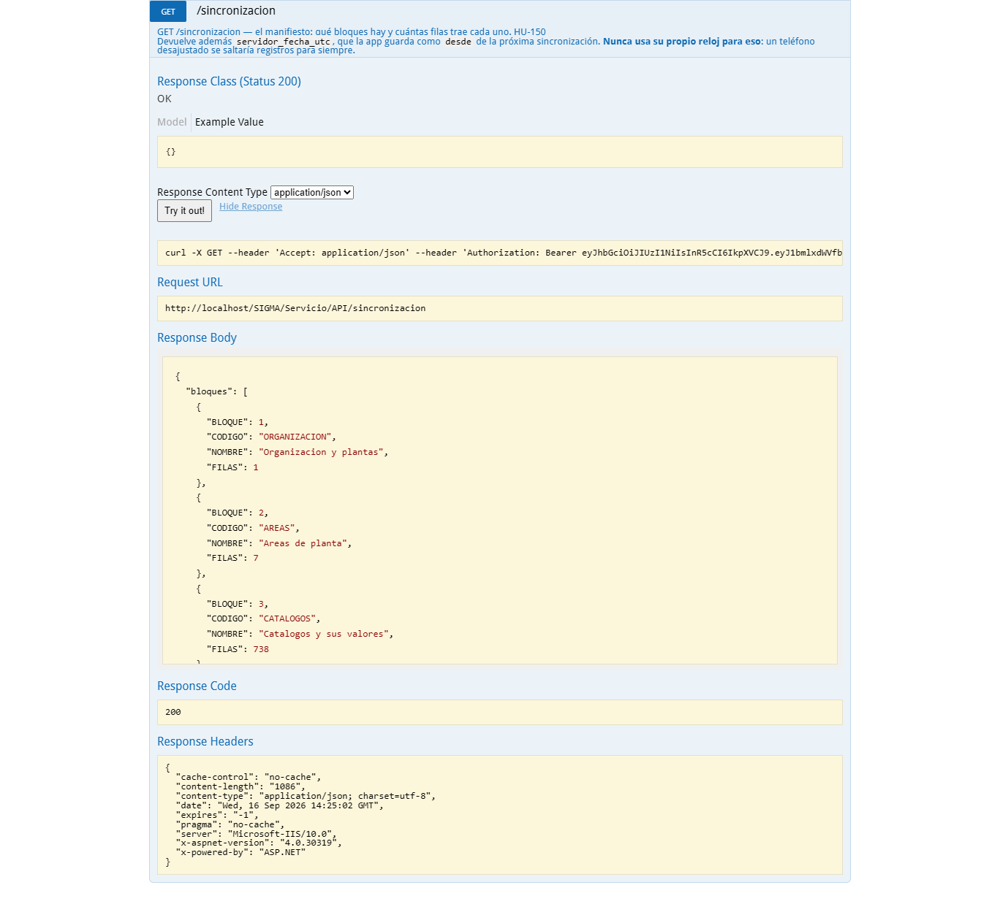 GET /sincronizacion
GET /sincronizacion — el manifiesto: qué bloques hay y cuántas filas trae cada uno. HU-150
Devuelve además servidor_fecha_utc, que la app guarda como desde de la próxima sincronización. Nunca usa su propio reloj para eso: un teléfono
desajustado se saltaría registros para siempre.
Response Class (Status 200)
OK
Model Example Value
{}
Response Content Type application/json
Try it out! Hide Response
curl -X GET --header 'Accept: application/json' --header 'Authorization: Bearer eyJhbGciOiJIUzI1NiIsInR5cCI6IkpXVCJ9.eyJ1bmlxdWVfb
Request URL
http://localhost/SIGMA/Servicio/API/sincronizacion
Response Body
{
  "bloques": [
    {
      "BLOQUE": 1,
      "CODIGO": "ORGANIZACION",
      "NOMBRE": "Organizacion y plantas",
      "FILAS": 1
    },
    {
      "BLOQUE": 2,
      "CODIGO": "AREAS",
      "NOMBRE": "Areas de planta",
      "FILAS": 7
    },
    {
      "BLOQUE": 3,
      "CODIGO": "CATALOGOS",
      "NOMBRE": "Catalogos y sus valores",
      "FILAS": 738
    }
Response Code
200
Response Headers
{
  "cache-control": "no-cache",
  "content-length": "1086",
  "content-type": "application/json; charset=utf-8",
  "date": "Wed, 16 Sep 2026 14:25:02 GMT",
  "expires": "-1",
  "pragma": "no-cache",
  "server": "Microsoft-IIS/10.0",
  "x-aspnet-version": "4.0.30319",
  "x-powered-by": "ASP.NET"
}